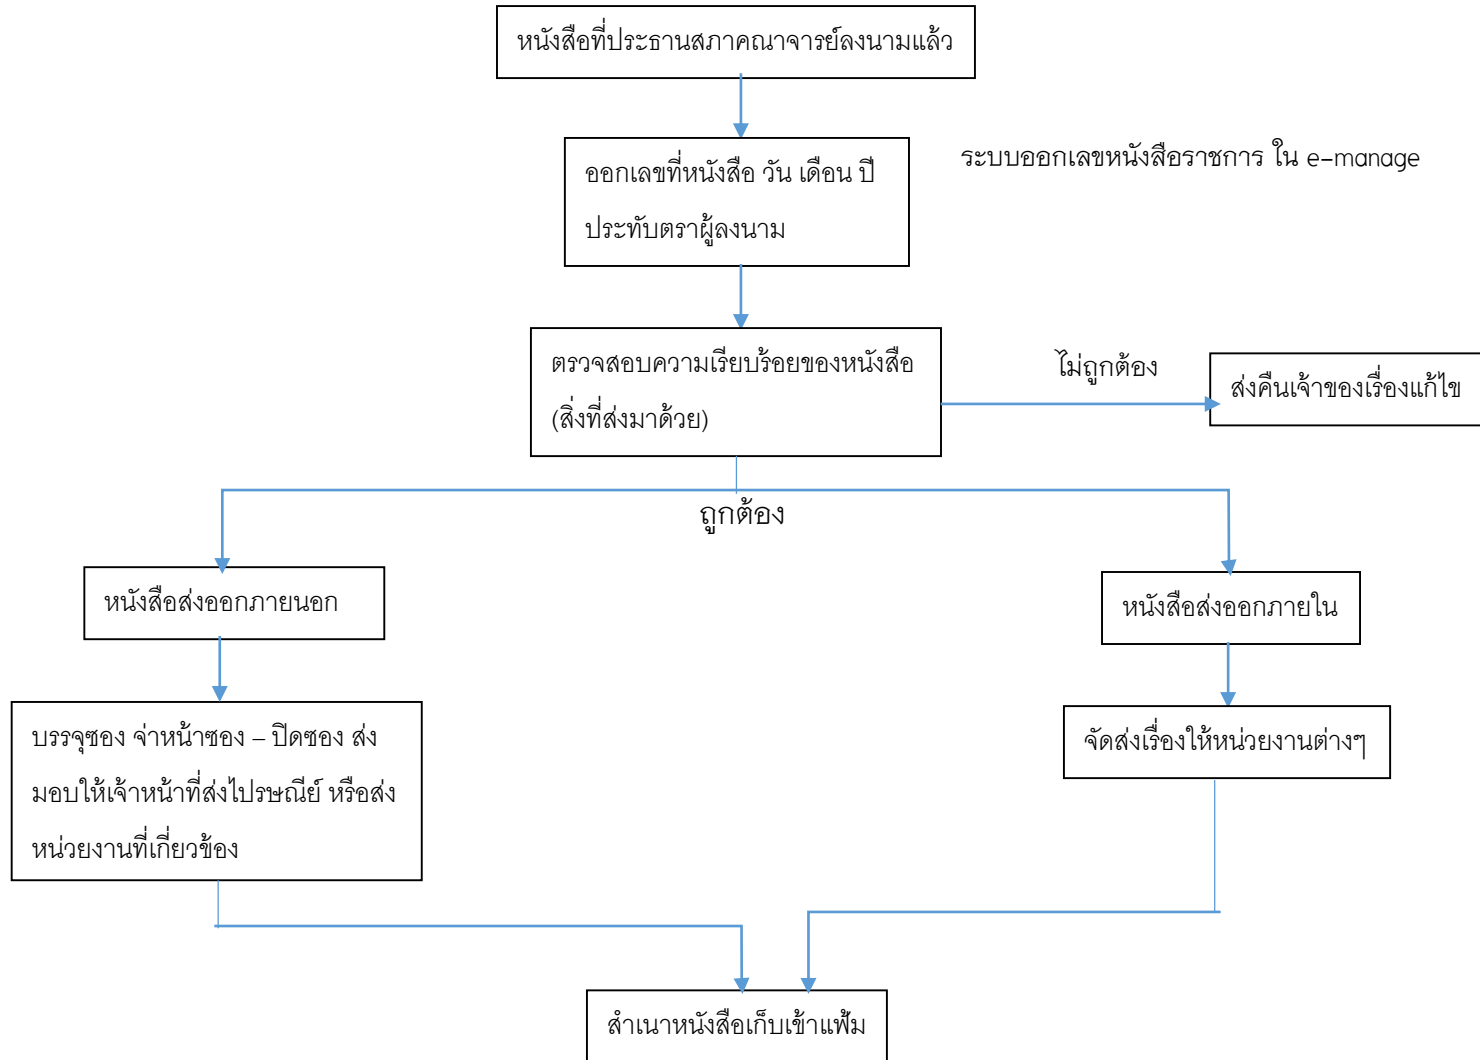 หนังสือที่ประธานสภาคณาจารย์ลงนามแล้ว
ออกเลขที่หนังสือ วัน เดือน ปี
ประทับตราผู้ลงนาม
ระบบออกเลขหนังสือราชการ ใน e-manage
ตรวจสอบความเรียบร้อยของหนังสือ
(สิ่งที่ส่งมาด้วย)
ไม่ถูกต้อง
ส่งคืนเจ้าของเรื่องแก้ไข
ถูกต้อง
หนังสือส่งออกภายนอก
หนังสือส่งออกภายใน
บรรจุซอง จ่าหน้าซอง – ปิดซอง ส่ง
มอบให้เจ้าหน้าที่ส่งไปรษณีย์ หรือส่ง
หน่วยงานที่เกี่ยวข้อง
จัดส่งเรื่องให้หน่วยงานต่างๆ
สำเนาหนังสือเก็บเข้าแฟ้ม